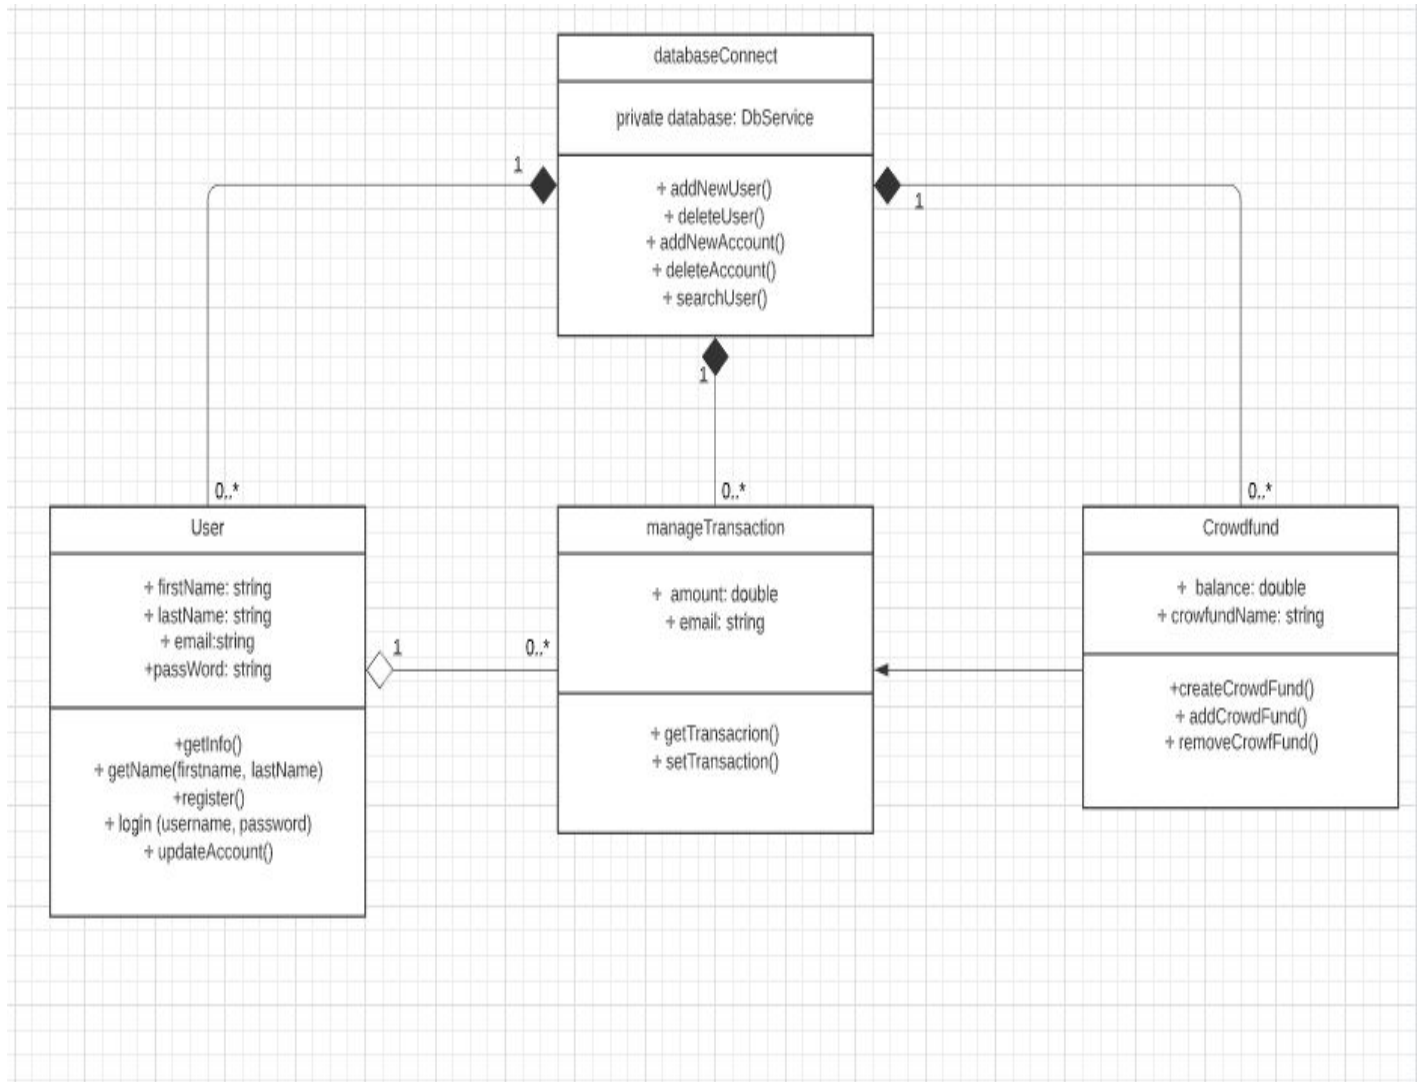 databaseConnect
private database: DbService
+ addNewUser()
+ deleteUser()
+ addNewAccount()
+ deleteAccount()
+ searchUser()
1
1
1
0..*
0..*
0..*
User
+ firstName: string
+ lastName: string
+ email:string
+passWord: string
+getInfo()
+ getName(firstname, lastName)
+register()
+ login (username, password)
+ updateAccount()
1
0..*
manageTransaction
+ amount: double
+ email: string
+ getTransacrion()
+ setTransaction()
Crowdfund
+ balance: double
+ crowfundName: string
+createCrowdFund()
+ addCrowdFund()
+ removeCrowfFund()